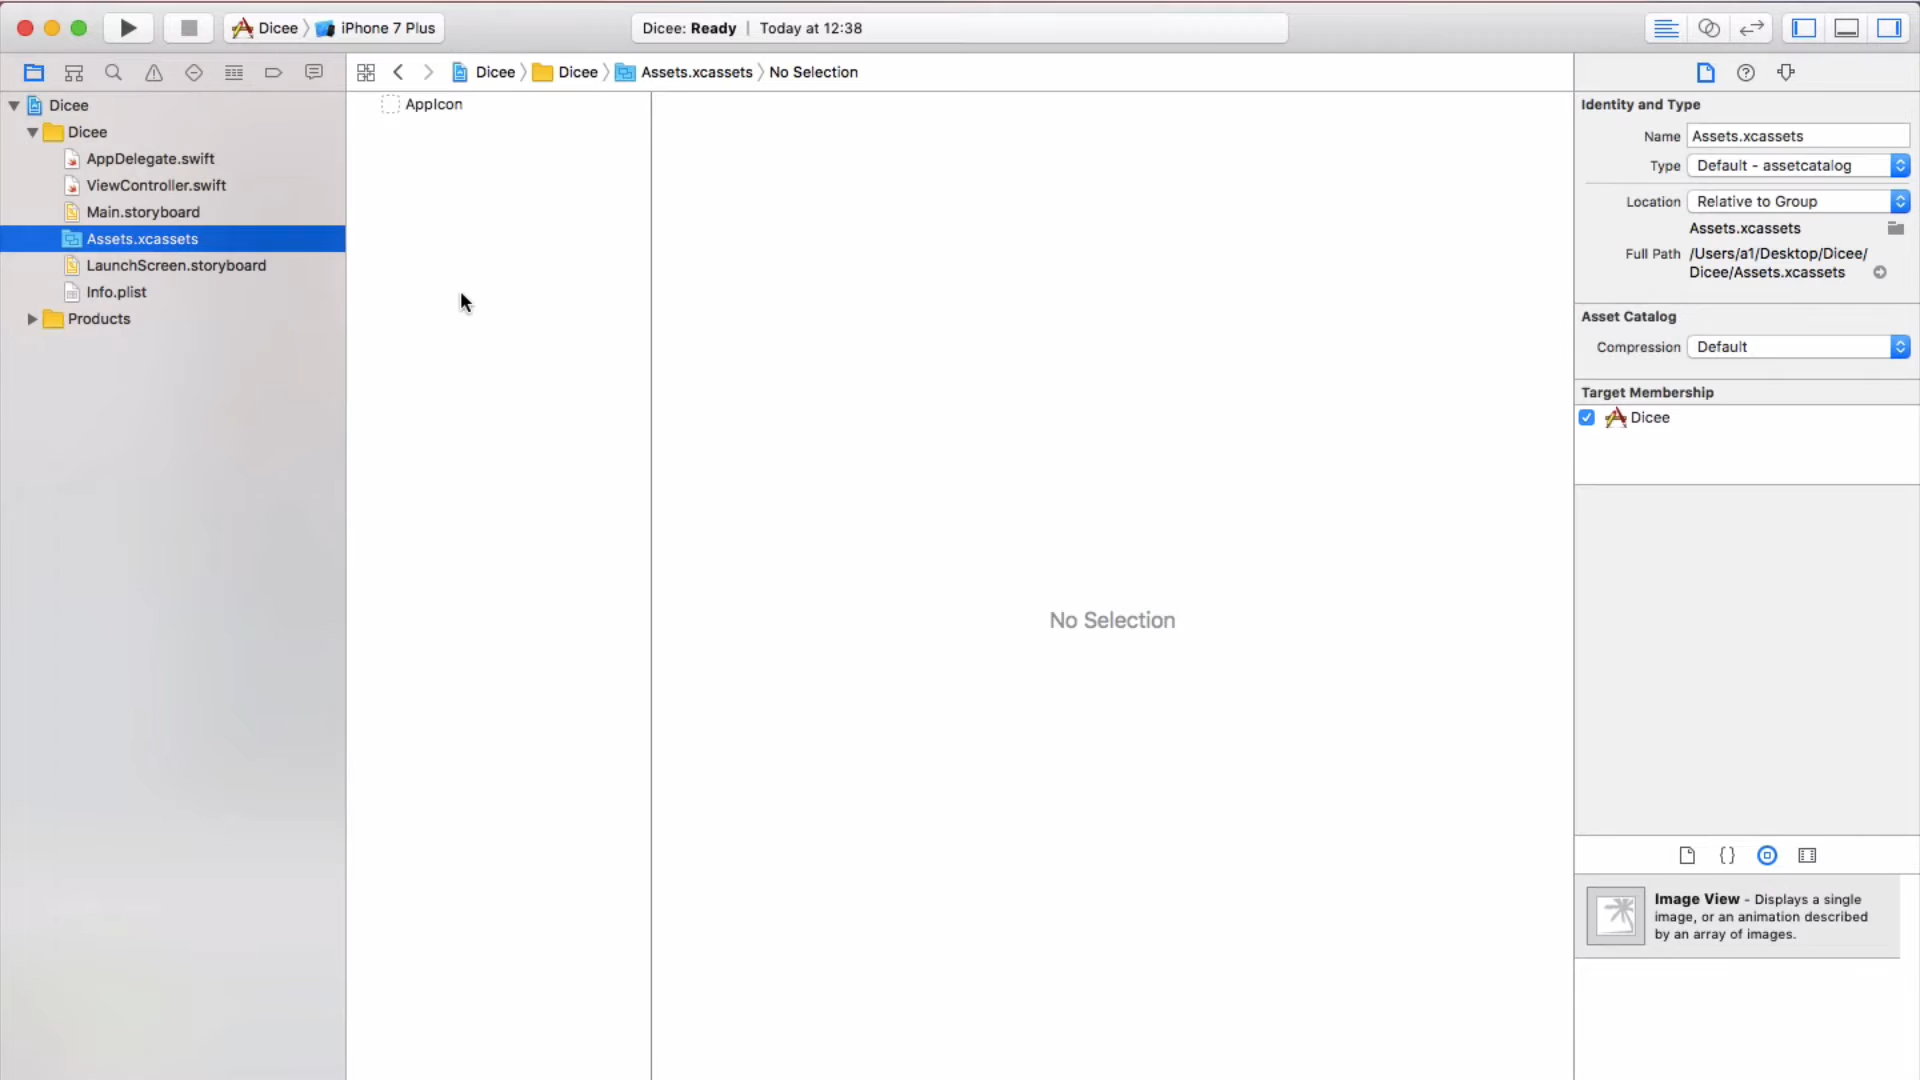 Dicee 〉 iPhone 7 Plus
Dicee: Ready | Today at 12:38
Dicee 〉 Dicee 〉 Assets.xcassets 〉 No Selection
Dicee
Dicee
AppDelegate.swift
ViewController.swift
Main.storyboard
Assets.xcassets
LaunchScreen.storyboard
Info.plist
Products
AppIcon
No Selection
Identity and Type
Name Assets.xcassets
Type Default - assetcatalog
Location Relative to Group
Assets.xcassets
Full Path /Users/a1/Desktop/Dicee/
Dicee/Assets.xcassets
Asset Catalog
Compression Default
Target Membership
Dicee
{ }
Image View - Displays a single
image, or an animation described
by an array of images.